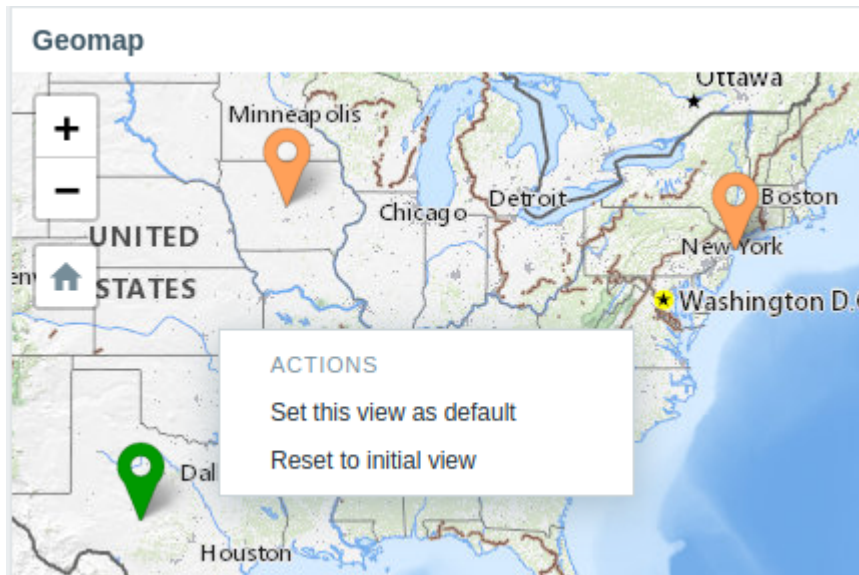 Geomap
Ottawa
+
Minneapolis
−
Detroit
Boston
Chicago
UNITED
New York
STATES
Washington D.
ACTIONS
Set this view as default
Reset to initial view
Houston